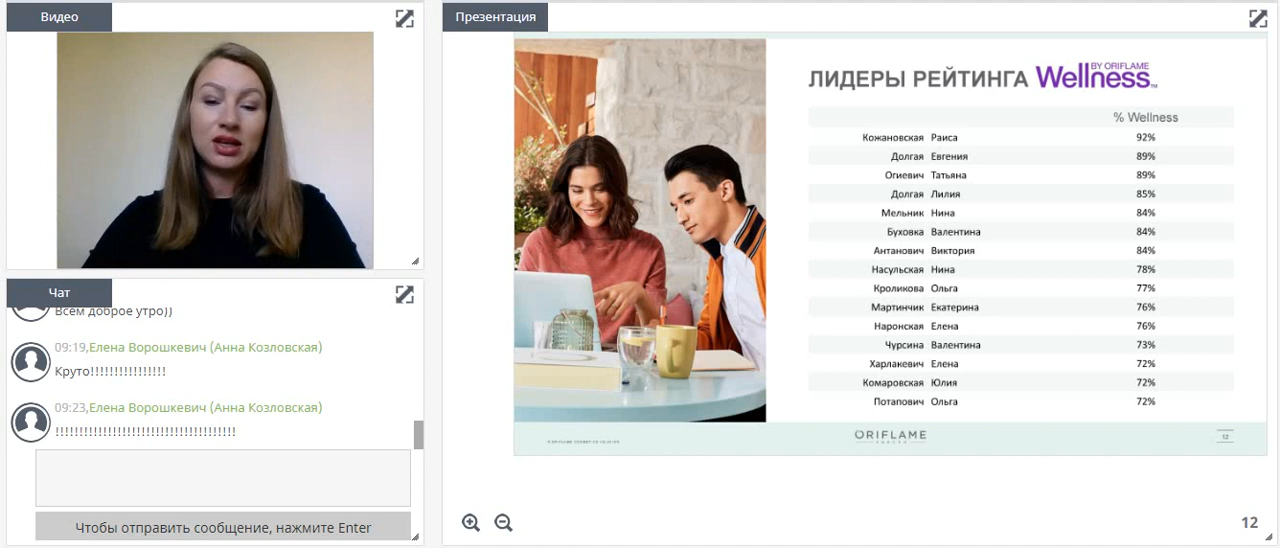 Видео
Чат
Всем доброе утро))
09:19,Елена Ворошкевич (Анна Козловская)
Круто!!!!!!!!!!!!!!!!
09:23,Елена Ворошкевич (Анна Козловская)
!!!!!!!!!!!!!!!!!!!!!!!!!!!!!!!!!!!!!!
Чтобы отправить сообщение, нажмите Enter
Презентация
ЛИДЕРЫ РЕЙТИНГА Wellness BY ORIFLAME
% Wellness
Кожановская Раиса 92%
Долгая Евгения 89%
Огиевич Татьяна 89%
Долгая Лилия 85%
Мельник Нина 84%
Буховка Валентина 84%
Антанович Виктория 84%
Насульская Нина 78%
Кроликова Ольга 77%
Мартинчик Екатерина 76%
Наронская Елена 76%
Чурсина Валентина 73%
Харлакевич Елена 72%
Комаровская Юлия 72%
Потапович Ольга 72%
ORIFLAME
12
12